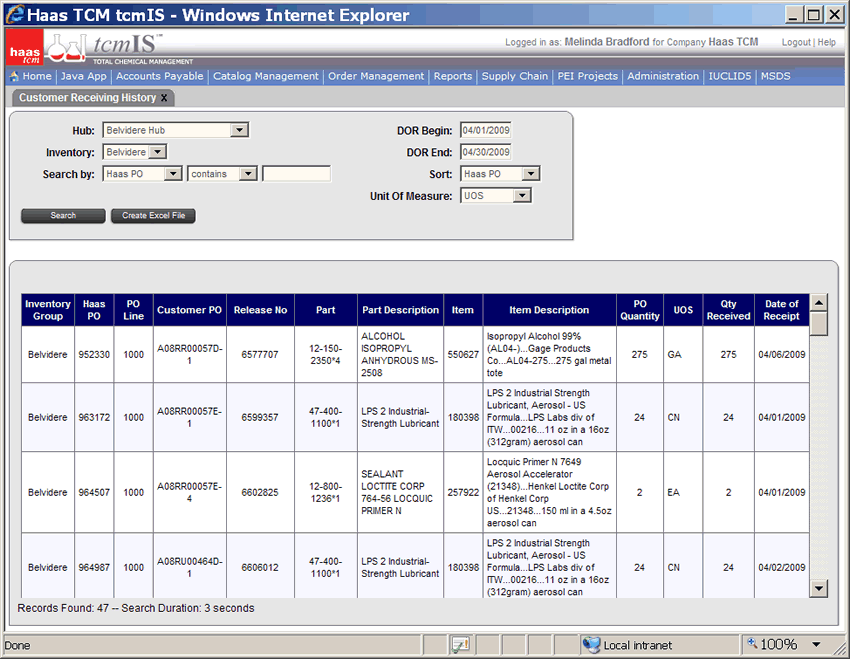 Haas TCM tcmIS - Windows Internet Explorer
haas tcm
tcmIS™
TOTAL CHEMICAL MANAGEMENT
Logged in as: Melinda Bradford for Company Haas TCM
Logout | Help
Home | Java App | Accounts Payable | Catalog Management | Order Management | Reports | Supply Chain | PEI Projects | Administration | IUCLID5 | MSDS
Customer Receiving History x
Hub: Belvidere Hub DOR Begin: 04/01/2009
Inventory: Belvidere DOR End: 04/30/2009
Search by: Haas PO contains Sort: Haas PO
Unit Of Measure: UOS
Search Create Excel File
Inventory Group Haas PO PO Line Customer PO Release No Part Part Description Item Item Description PO Quantity UOS Qty Received Date of Receipt
Belvidere 952330 1000 A08RR00057D-1 6577707 12-150-2350*4 ALCOHOL ISOPROPYL ANHYDROUS MS-2508 550627 Isopropyl Alcohol 99% (AL04-)...Gage Products Co...AL04-275...275 gal metal tote 275 GA 275 04/06/2009
Belvidere 963172 1000 A08RR00057E-1 6599357 47-400-1100*1 LPS 2 Industrial-Strength Lubricant 180398 LPS 2 Industrial Strength Lubricant, Aerosol - US Formula...LPS Labs div of ITW...00216...11 oz in a 16oz (312gram) aerosol can 24 CN 24 04/01/2009
Belvidere 964507 1000 A08RR00057E-4 6602825 12-800-1236*1 SEALANT LOCTITE CORP 764-56 LOCQUIC PRIMER N 257922 Locquic Primer N 7649 Aerosol Accelerator (21348)...Henkel Loctite Corp of Henkel Corp US...21348...150 ml in a 4.5oz aerosol can 2 EA 2 04/01/2009
Belvidere 964987 1000 A08RU00464D-1 6606012 47-400-1100*1 LPS 2 Industrial-Strength Lubricant 180398 LPS 2 Industrial Strength Lubricant, Aerosol - US Formula...LPS Labs div of ITW...00216...11 oz in a 16oz (312gram) aerosol can 24 CN 24 04/02/2009
Records Found: 47 -- Search Duration: 3 seconds
Done Local intranet 100%